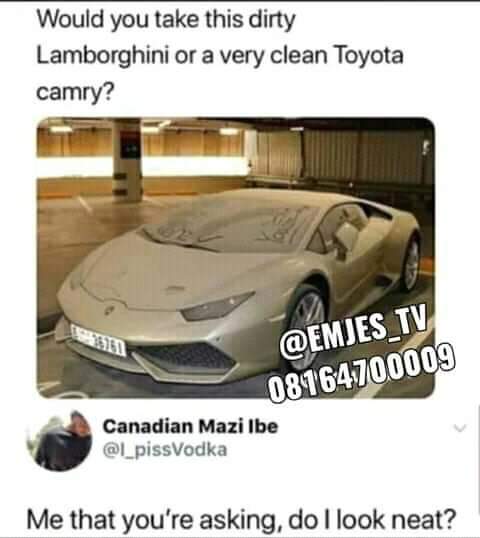 Would you take this dirty
Lamborghini or a very clean Toyota
camry?
36761
@EMJES_TV
08164700009
Canadian Mazi Ibe
@I_pissVodka
Me that you're asking, do I look neat?